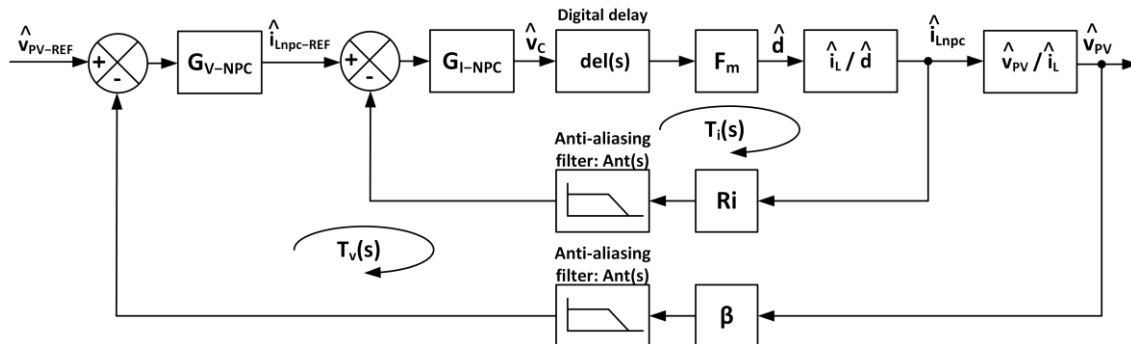 Digital delay
v̂PV–REF
îLnpc–REF
v̂C
d̂
îLnpc
v̂PV
+
-
GV–NPC
+
-
GI–NPC
del(s)
Fm
îL / d̂
v̂PV / îL
Ti(s)
Anti-aliasing
filter: Ant(s)
Ri
Tv(s)
Anti-aliasing
filter: Ant(s)
β